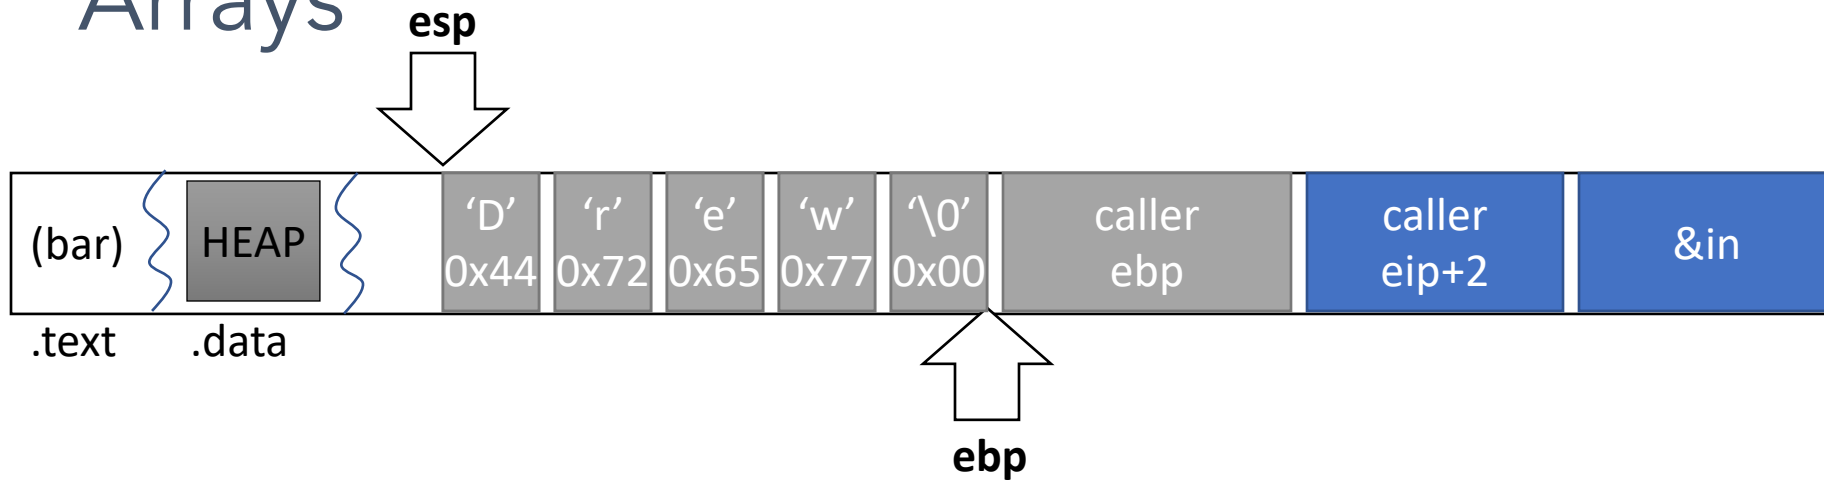 Arrays
esp
(bar)
HEAP
‘D’
0x44
‘r’
0x72
‘e’
0x65
‘w’
0x77
‘\0’
0x00
caller
ebp
caller
eip+2
&in
.text
.data
ebp